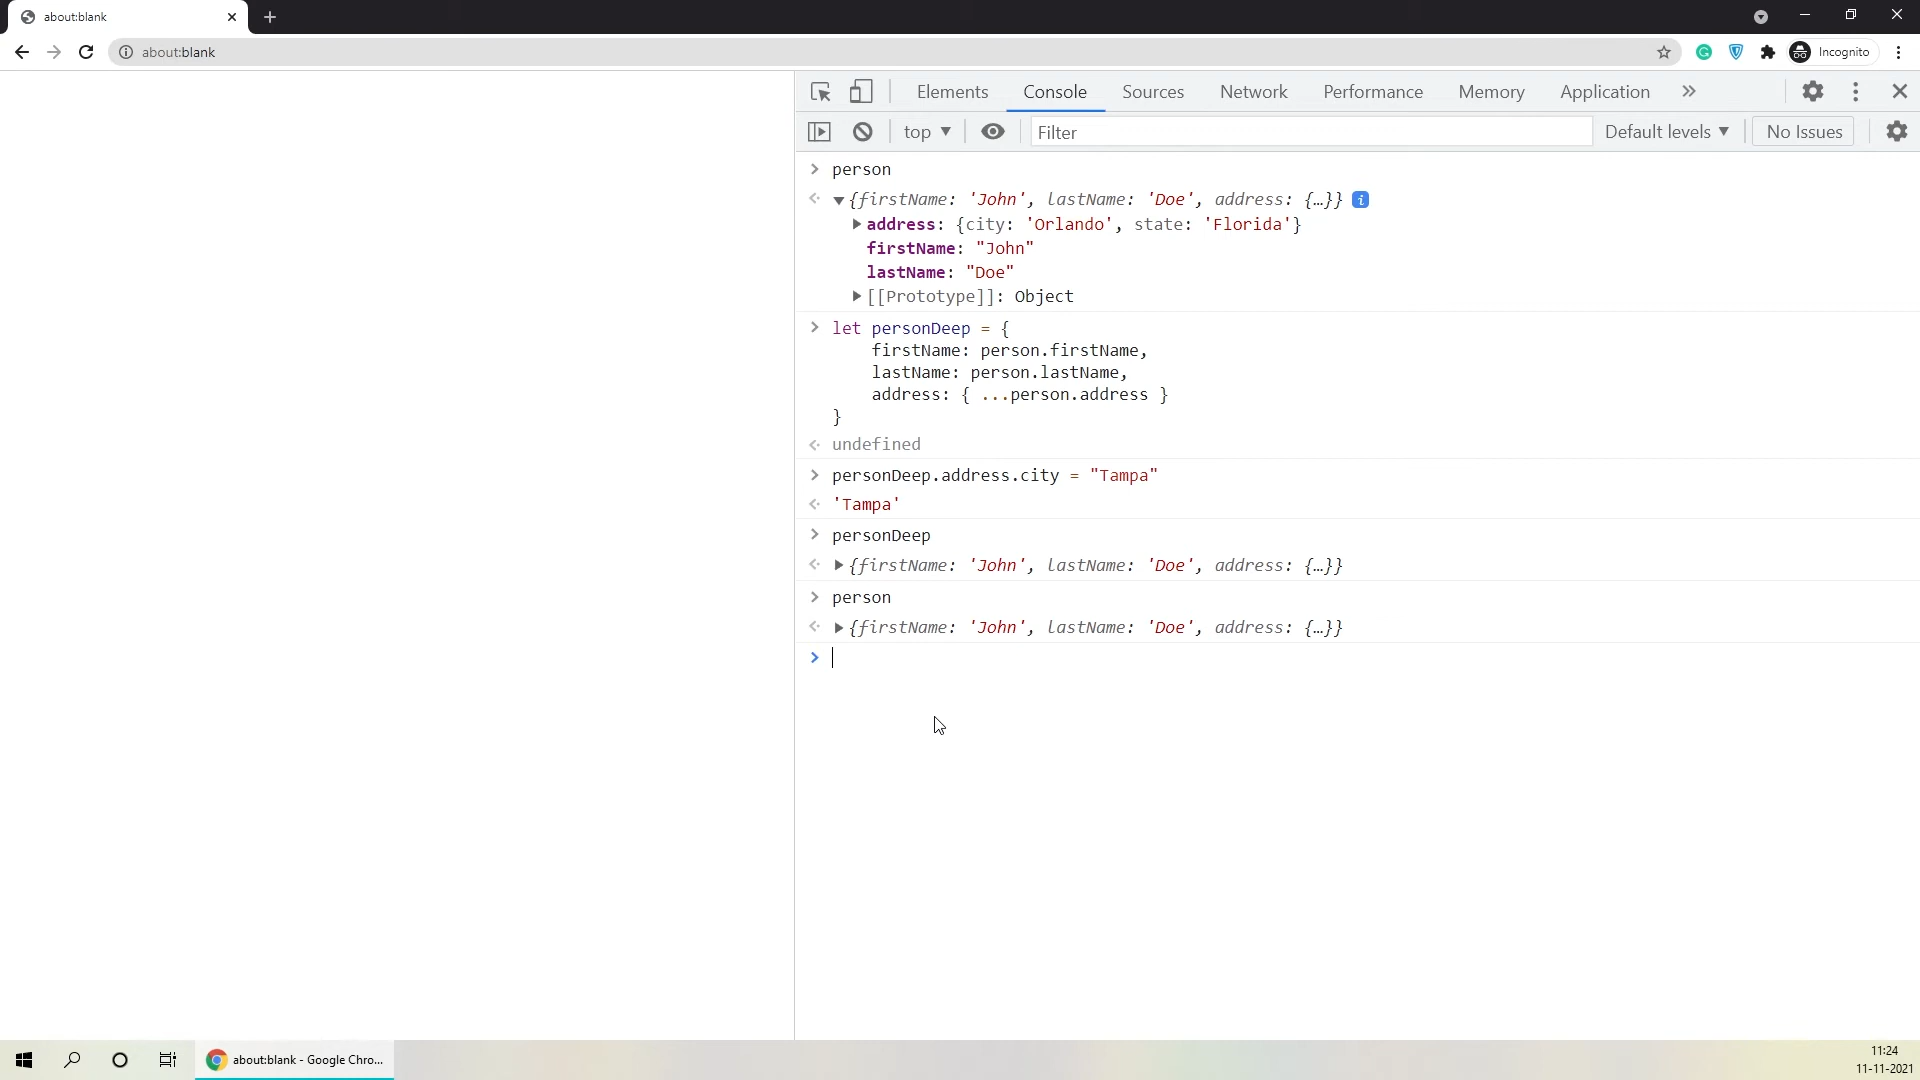 about:blank
about:blank
Incognito
Elements Console Sources Network Performance Memory Application
top Filter Default levels No Issues
person
{firstName: 'John', lastName: 'Doe', address: {…}}
address: {city: 'Orlando', state: 'Florida'}
firstName: "John"
lastName: "Doe"
[[Prototype]]: Object
let personDeep = {
firstName: person.firstName,
lastName: person.lastName,
address: { ...person.address }
}
undefined
personDeep.address.city = "Tampa"
'Tampa'
personDeep
{firstName: 'John', lastName: 'Doe', address: {…}}
person
{firstName: 'John', lastName: 'Doe', address: {…}}
about:blank - Google Chro...
11:24
11-11-2021